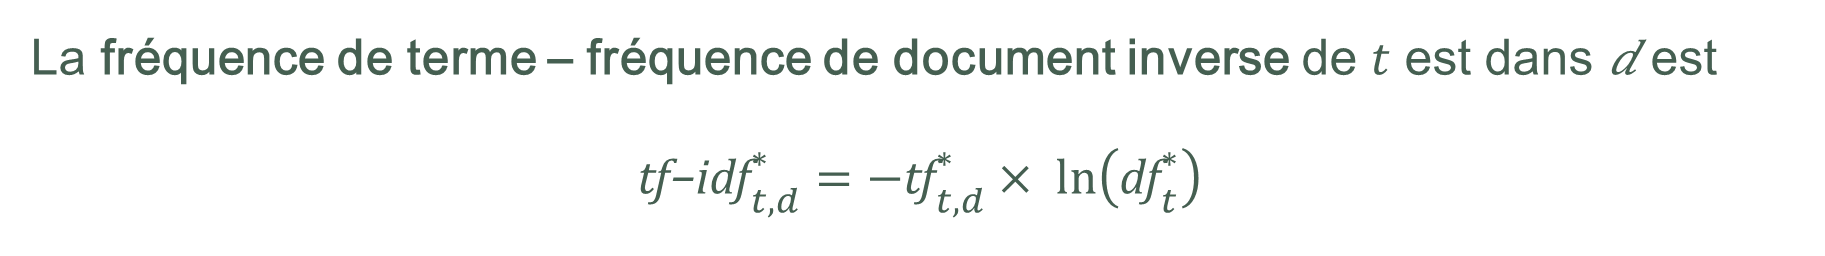 La fréquence de terme – fréquence de document inverse de t est dans d est
tf–idf*t,d = −tf*t,d × ln(df*t)